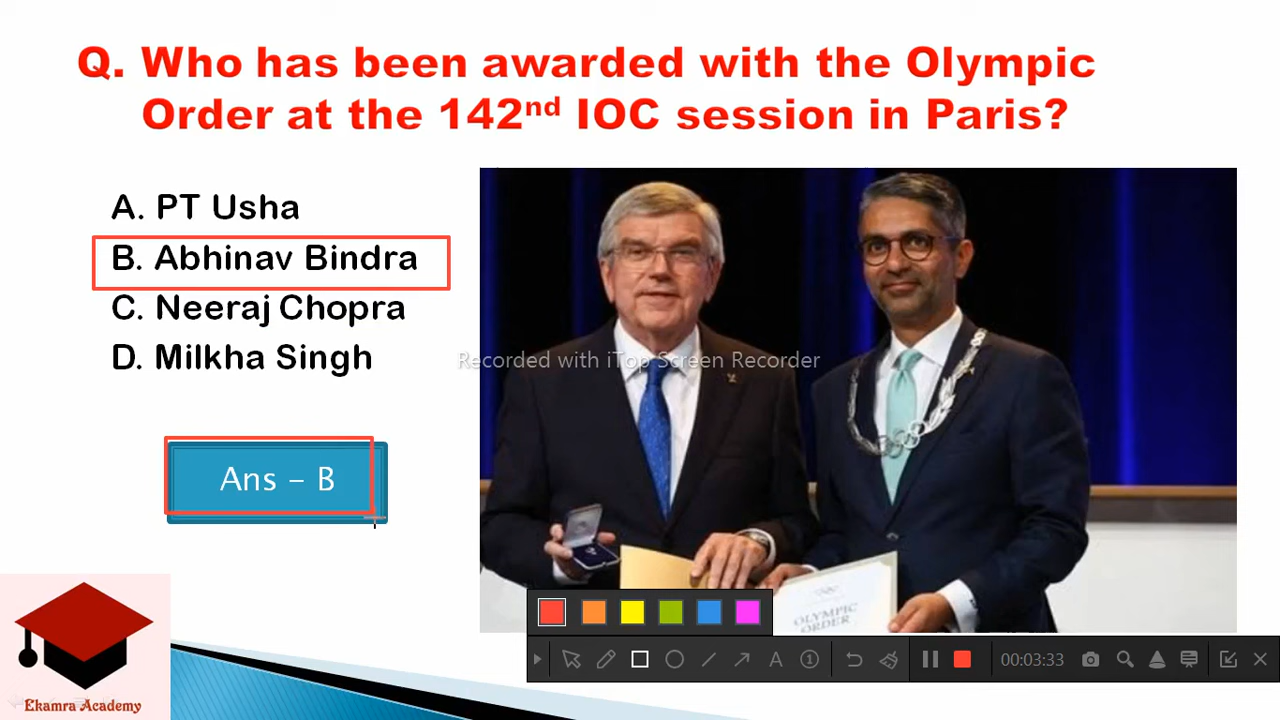 Q. Who has been awarded with the Olympic
Order at the 142nd IOC session in Paris?
A. PT Usha
B. Abhinav Bindra
C. Neeraj Chopra
D. Milkha Singh
Recorded with iTop Screen Recorder
Ans – B
OLYMPIC
ORDER
A
1
00:03:33
Ekamra Academy